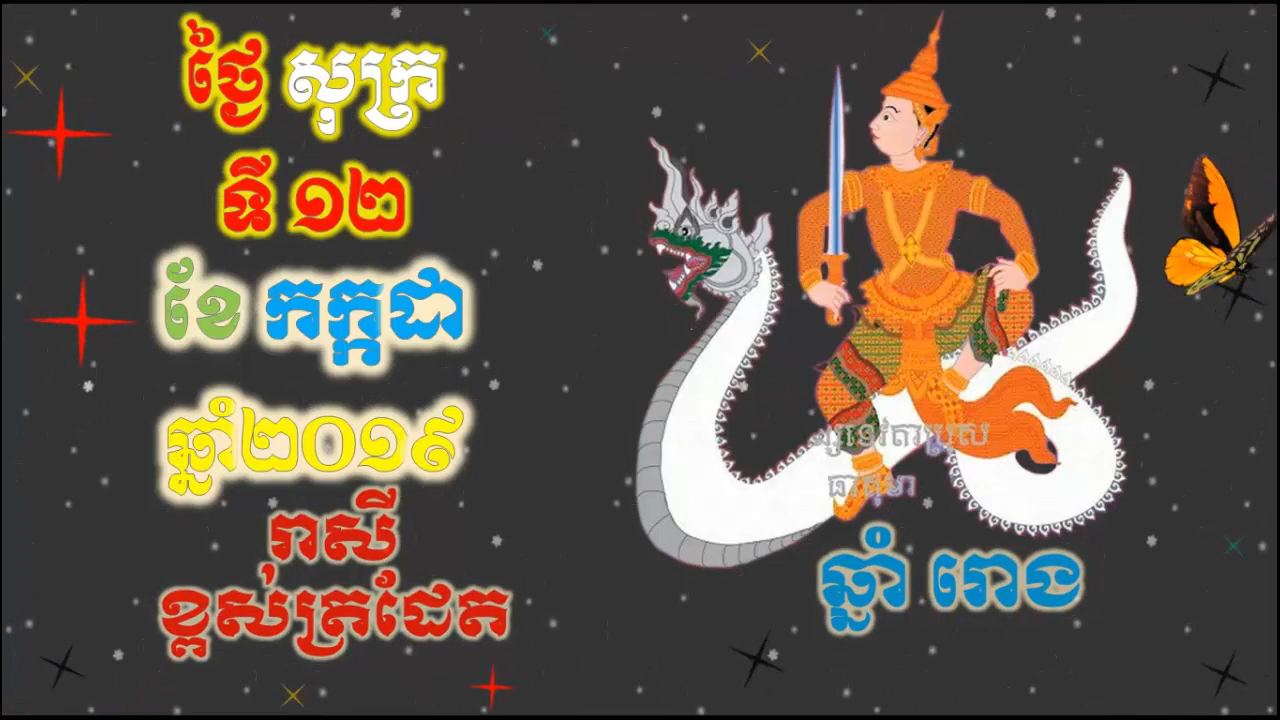 ថ្ងៃ សុក្រ
ទី ១២
ខែ កក្កដា
ឆ្នាំ២០១៩
រាសី
ខ្ពស់ត្រដែត
ឆ្នាំ រោង